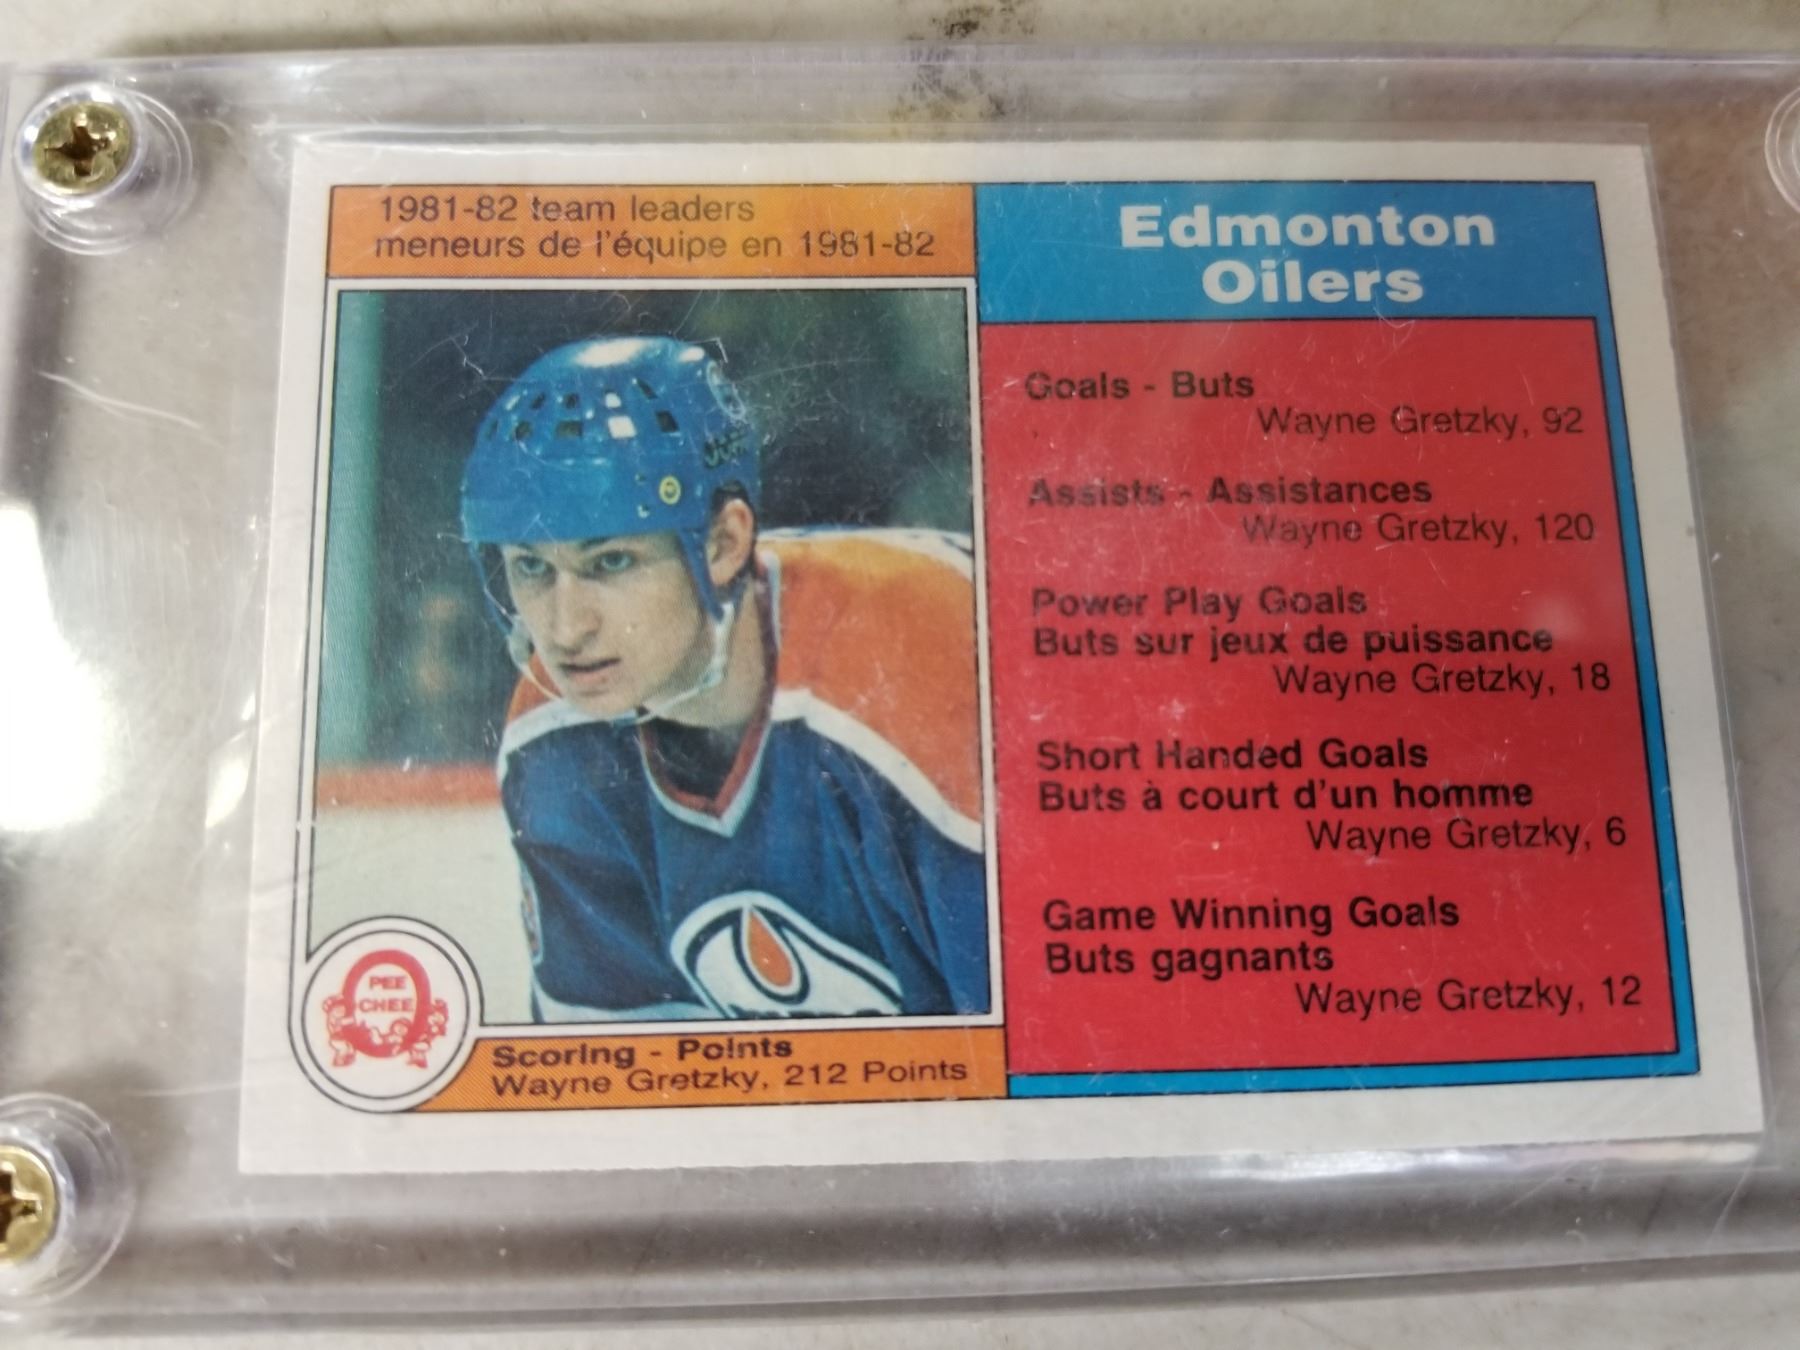 1981-82 team leaders
meneurs de l'équipe en 1981-82
Edmonton
Oilers
Goals - Buts
Wayne Gretzky, 92
Assists - Assistances
Wayne Gretzky, 120
Power Play Goals
Buts sur jeux de puissance
Wayne Gretzky, 18
Short Handed Goals
Buts à court d'un homme
Wayne Gretzky, 6
Game Winning Goals
Buts gagnants
Wayne Gretzky, 12
PEE
CHEE
Scoring - Points
Wayne Gretzky, 212 Points